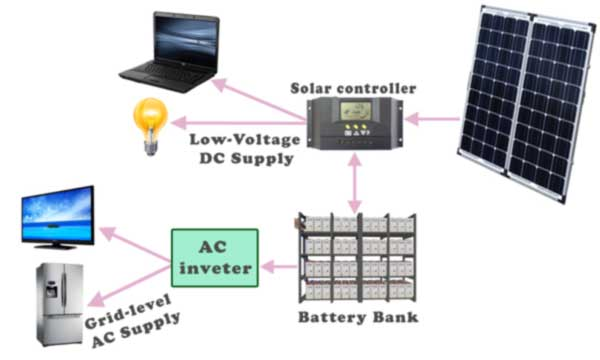 Solar controller
Low-Voltage
DC Supply
AC
inveter
Battery Bank
Grid-level
AC Supply